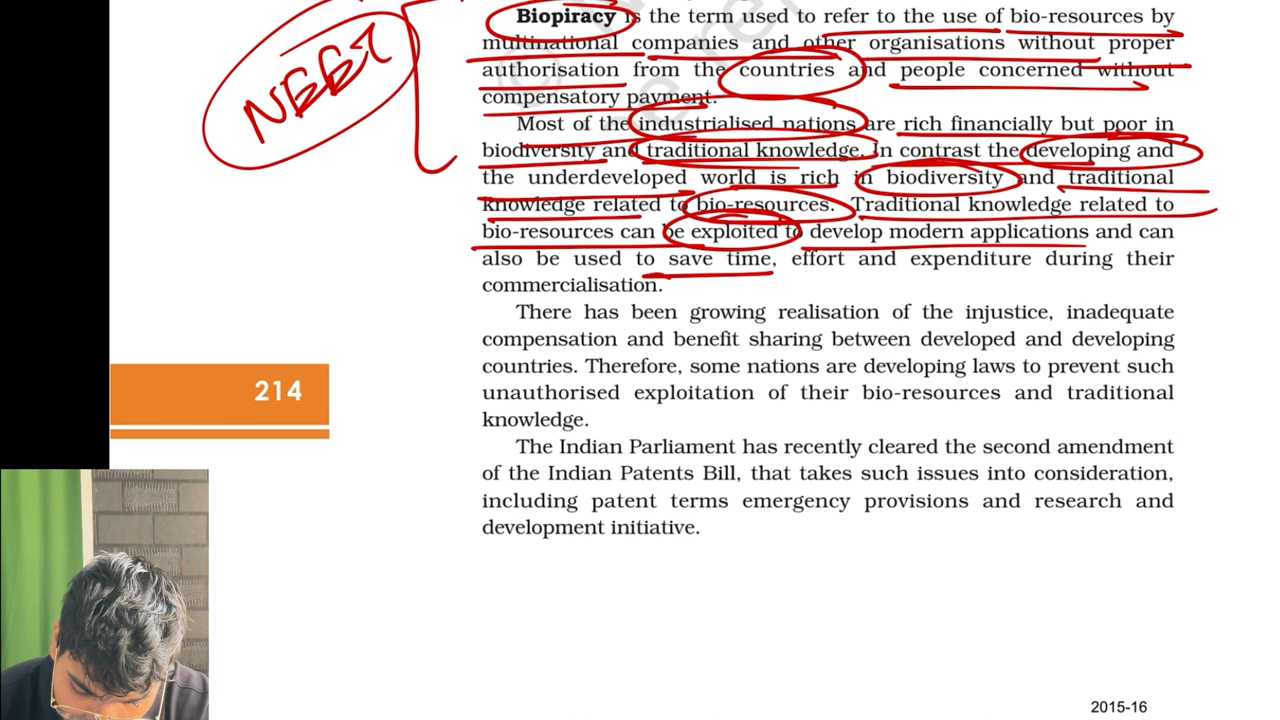 Biopiracy is the term used to refer to the use of bio-resources by
multinational companies and other organisations without proper
authorisation from the countries and people concerned without
compensatory payment.
NEET
Most of the industrialised nations are rich financially but poor in
biodiversity and traditional knowledge. In contrast the developing and
the underdeveloped world is rich in biodiversity and traditional
knowledge related to bio-resources. Traditional knowledge related to
bio-resources can be exploited to develop modern applications and can
also be used to save time, effort and expenditure during their
commercialisation.
There has been growing realisation of the injustice, inadequate
compensation and benefit sharing between developed and developing
countries. Therefore, some nations are developing laws to prevent such
unauthorised exploitation of their bio-resources and traditional
knowledge.
214
The Indian Parliament has recently cleared the second amendment
of the Indian Patents Bill, that takes such issues into consideration,
including patent terms emergency provisions and research and
development initiative.
2015-16